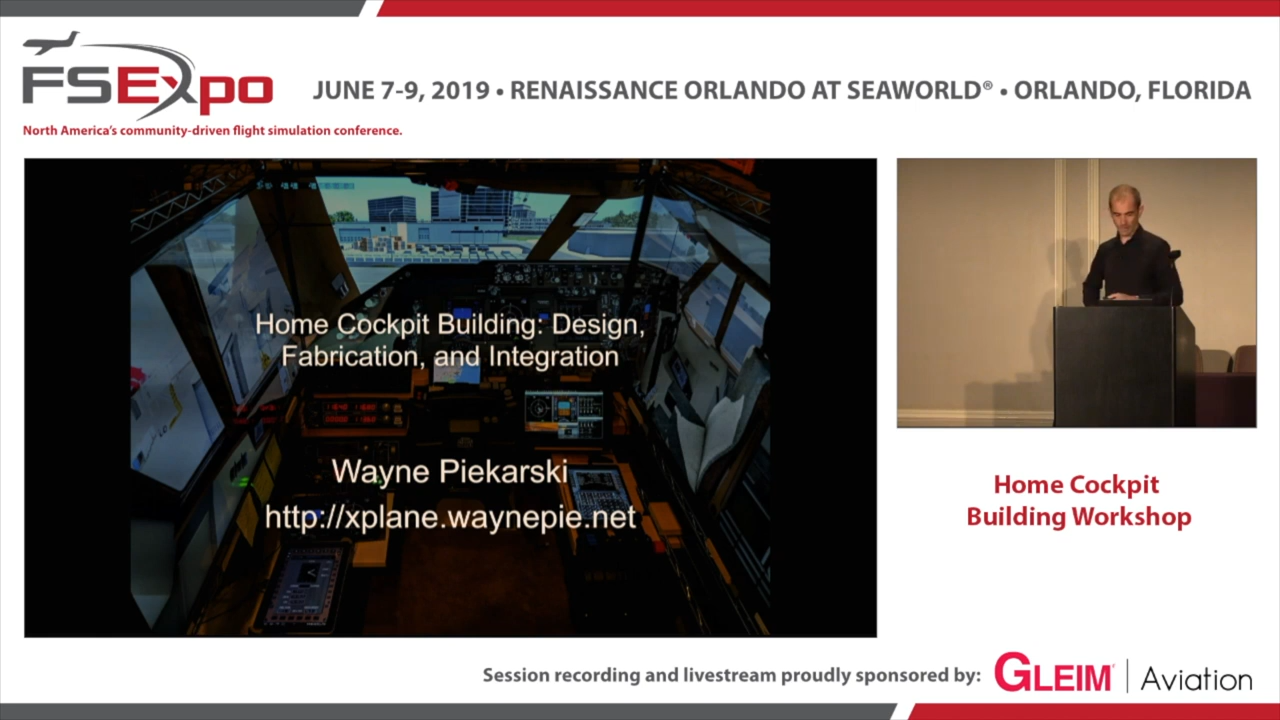 FSExpo
North America's community-driven flight simulation conference.
JUNE 7-9, 2019 • RENAISSANCE ORLANDO AT SEAWORLD® • ORLANDO, FLORIDA
Home Cockpit Building: Design,
Fabrication, and Integration
Wayne Piekarski
http://xplane.waynepie.net
Home Cockpit
Building Workshop
Session recording and livestream proudly sponsored by:
GLEIM® | Aviation